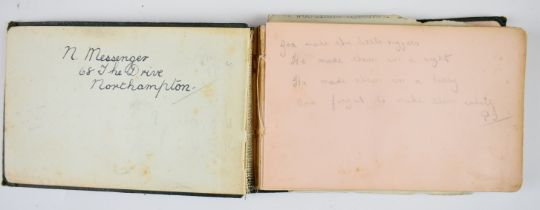 N Messenger
68 The Drive
Northampton.
God made the little niggers
He made them in a night
He made them in a hurry
And forgot to make them white